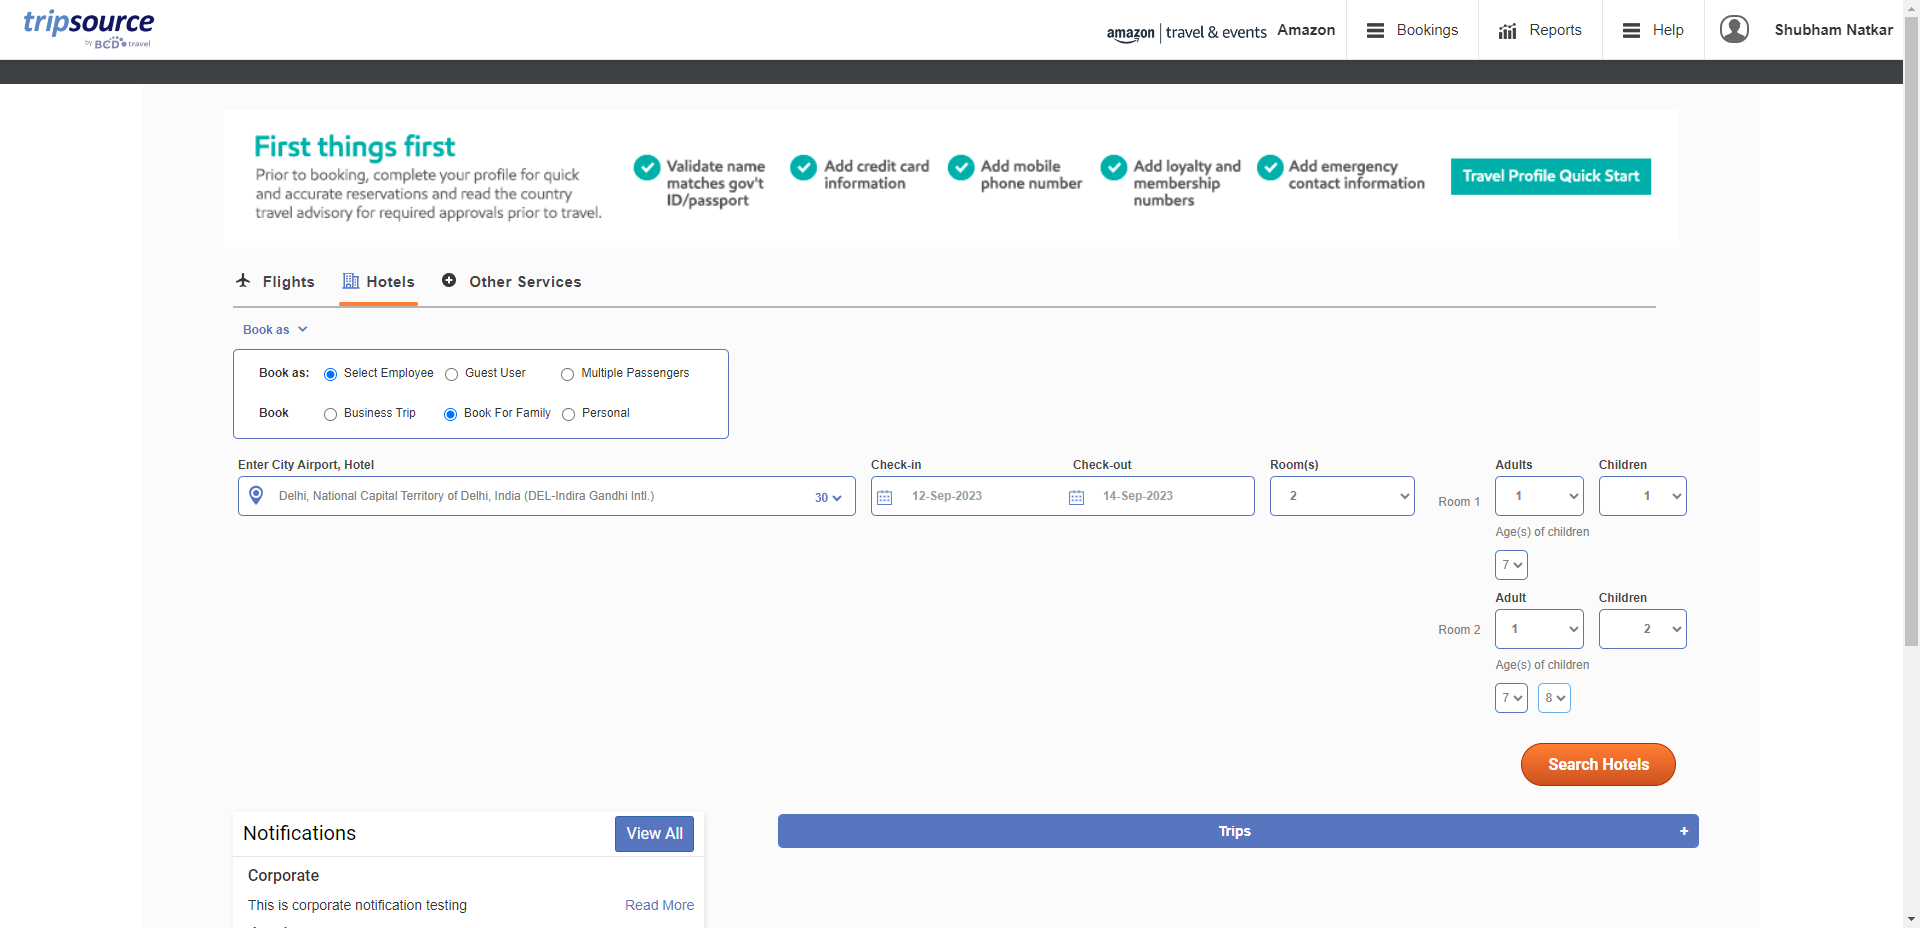 tripsource
by BCD travel
amazon | travel & events Amazon
Bookings
Reports
Help
Shubham Natkar
First things first
Prior to booking, complete your profile for quick
and accurate reservations and read the country
travel advisory for required approvals prior to travel.
Validate name
matches gov't
ID/passport
Add credit card
information
Add mobile
phone number
Add loyalty and
membership
numbers
Add emergency
contact information
Travel Profile Quick Start
Flights
Hotels
Other Services
Book as
Book as: Select Employee Guest User Multiple Passengers
Book Business Trip Book For Family Personal
Enter City Airport, Hotel
Delhi, National Capital Territory of Delhi, India (DEL-Indira Gandhi Intl.) 30
Check-in
12-Sep-2023
Check-out
14-Sep-2023
Room(s)
2
Adults Children
Room 1 1 1
Age(s) of children
7
Adult Children
Room 2 1 2
Age(s) of children
7 8
Search Hotels
Notifications
View All
Corporate
This is corporate notification testing
Read More
Trips +